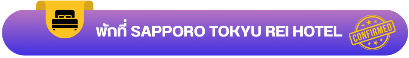 พักที่ SAPPORO TOKYU REI HOTEL
CONFIRMED